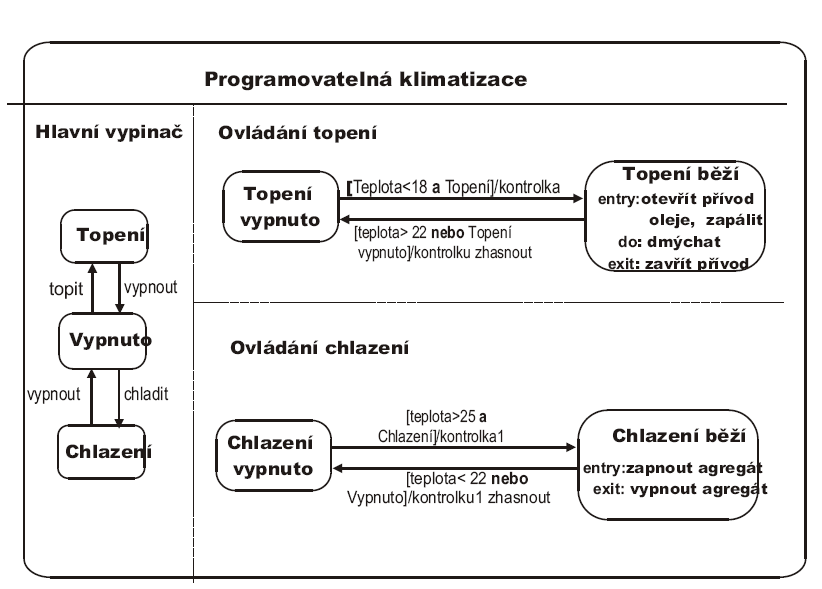 Programovatelná klimatizace
Hlavní vypinač
Topení
topit
vypnout
Vypnuto
vypnout
chladit
Chlazení
Ovládání topení
Topení
vypnuto
[Teplota<18 a Topení]/kontrolka
[teplota> 22 nebo Topení
vypnuto]/kontrolku zhasnout
Topení běží
entry:otevřít přívod
oleje, zapálit
do: dmýchat
exit: zavřít přívod
Ovládání chlazení
Chlazení
vypnuto
[teplota>25 a
Chlazení]/kontrolka1
[teplota< 22 nebo
Vypnuto]/kontrolku1 zhasnout
Chlazení běží
entry:zapnout agregát
exit: vypnout agregát